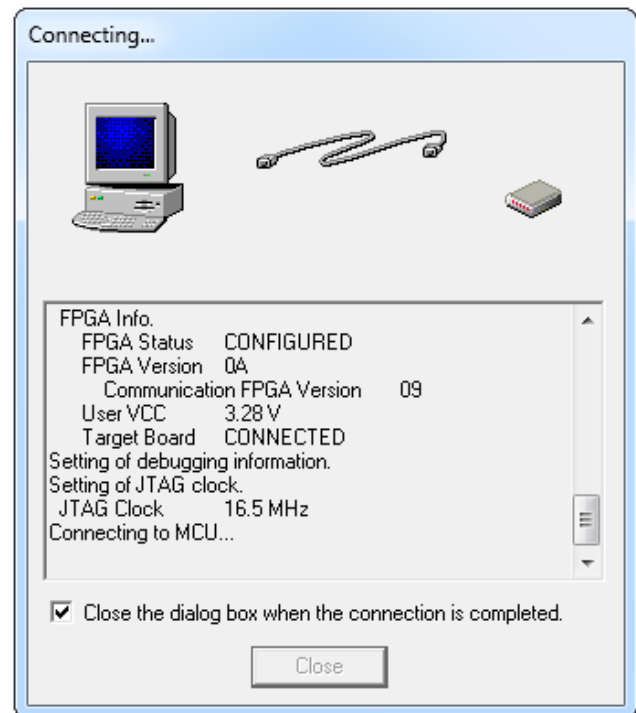 Connecting...
FPGA Info.
FPGA Status CONFIGURED
FPGA Version 0A
Communication FPGA Version 09
User VCC 3.28 V
Target Board CONNECTED
Setting of debugging information.
Setting of JTAG clock.
JTAG Clock 16.5 MHz
Connecting to MCU...
Close the dialog box when the connection is completed.
Close